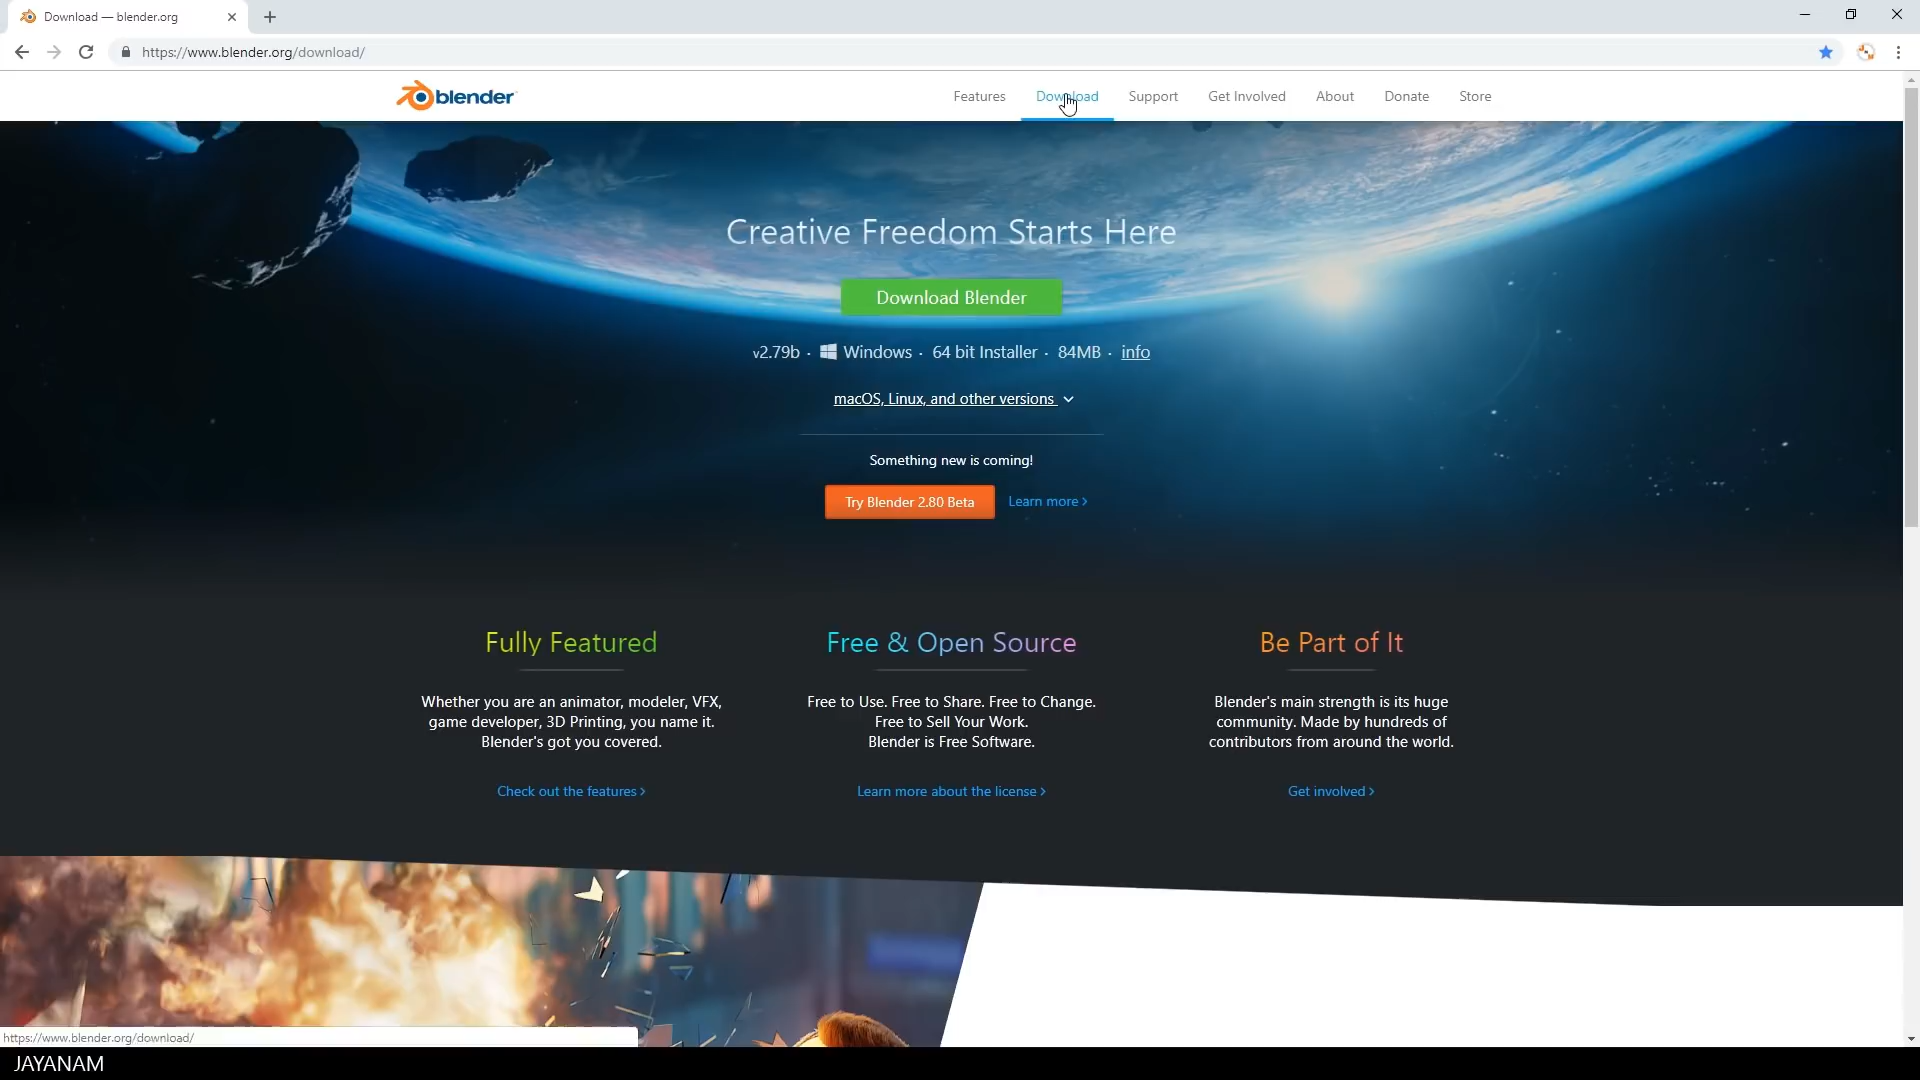 Download — blender.org
https://www.blender.org/download/
blender
Features Download Support Get Involved About Donate Store
Creative Freedom Starts Here
Download Blender
v2.79b · Windows · 64 bit Installer · 84MB · info
macOS, Linux, and other versions
Something new is coming!
Try Blender 2.80 Beta Learn more ›
Fully Featured
Whether you are an animator, modeler, VFX,
game developer, 3D Printing, you name it.
Blender's got you covered.
Check out the features ›
Free & Open Source
Free to Use. Free to Share. Free to Change.
Free to Sell Your Work.
Blender is Free Software.
Learn more about the license ›
Be Part of It
Blender's main strength is its huge
community. Made by hundreds of
contributors from around the world.
Get involved ›
https://www.blender.org/download/
JAYANAM